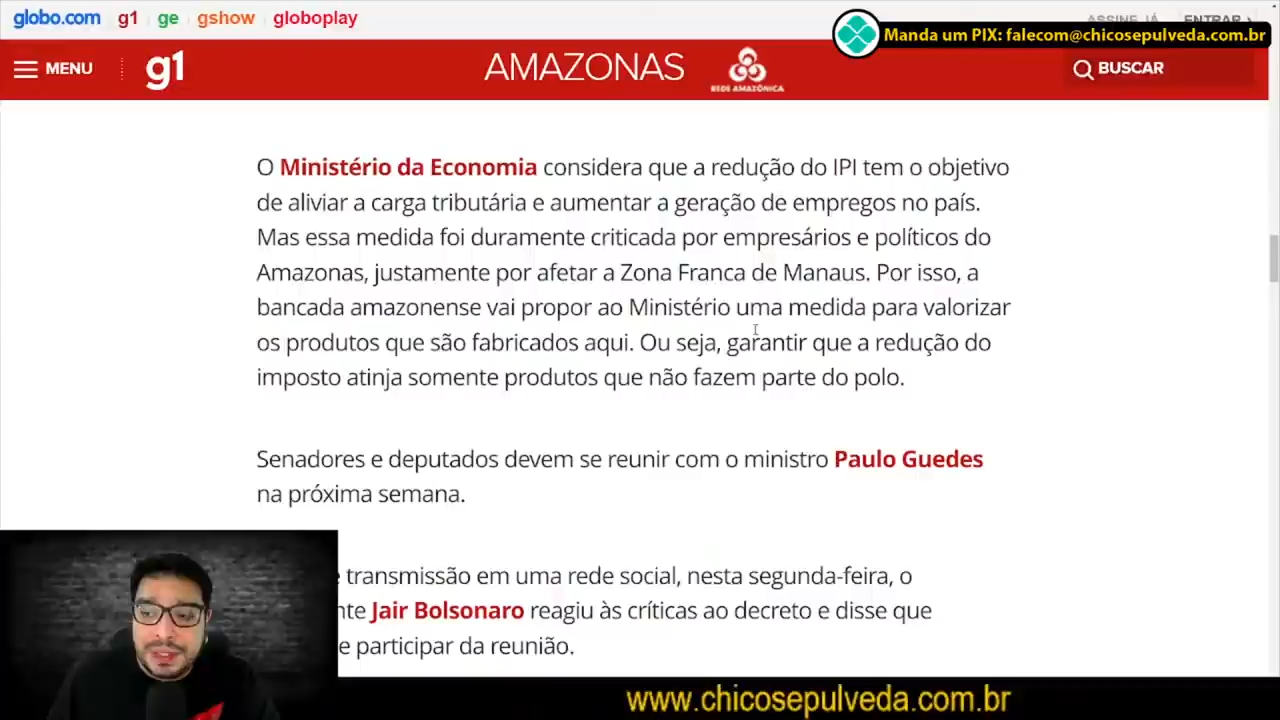 globo.com g1 ge gshow globoplay
ASSINE JÁ ENTRAR ›
Manda um PIX: falecom@chicosepulveda.com.br
MENU g1 AMAZONAS REDE AMAZÔNICA BUSCAR
O Ministério da Economia considera que a redução do IPI tem o objetivo
de aliviar a carga tributária e aumentar a geração de empregos no país.
Mas essa medida foi duramente criticada por empresários e políticos do
Amazonas, justamente por afetar a Zona Franca de Manaus. Por isso, a
bancada amazonense vai propor ao Ministério uma medida para valorizar
os produtos que são fabricados aqui. Ou seja, garantir que a redução do
imposto atinja somente produtos que não fazem parte do polo.
Senadores e deputados devem se reunir com o ministro Paulo Guedes
na próxima semana.
transmissão em uma rede social, nesta segunda-feira, o
nte Jair Bolsonaro reagiu às críticas ao decreto e disse que
e participar da reunião.
www.chicosepulveda.com.br